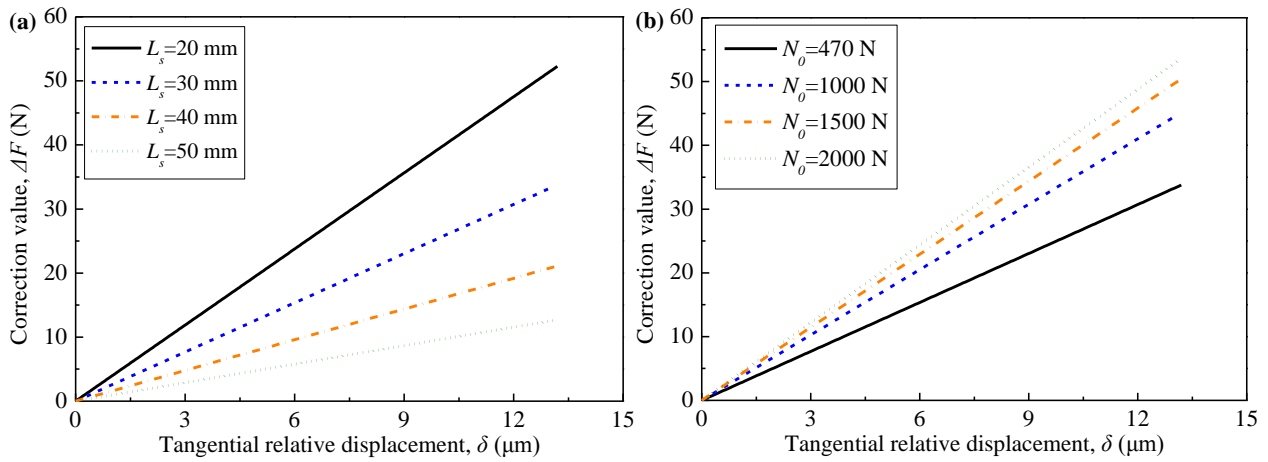 (a)
L_s=20 mm
L_s=30 mm
L_s=40 mm
L_s=50 mm
Correction value, ΔF (N)
60
50
40
30
20
10
0
0 3 6 9 12 15
Tangential relative displacement, δ (μm)
(b)
N_0=470 N
N_0=1000 N
N_0=1500 N
N_0=2000 N
Correction value, ΔF (N)
60
50
40
30
20
10
0
0 3 6 9 12 15
Tangential relative displacement, δ (μm)